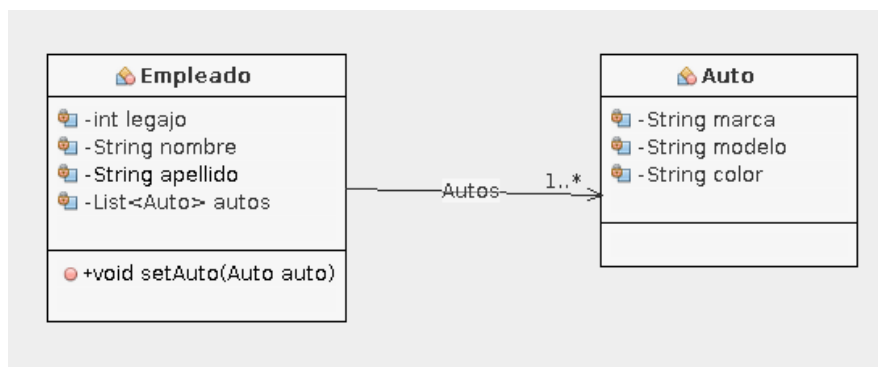 Empleado
-int legajo
-String nombre
-String apellido
-List<Auto> autos
+void setAuto(Auto auto)
Autos
1..*
Auto
-String marca
-String modelo
-String color